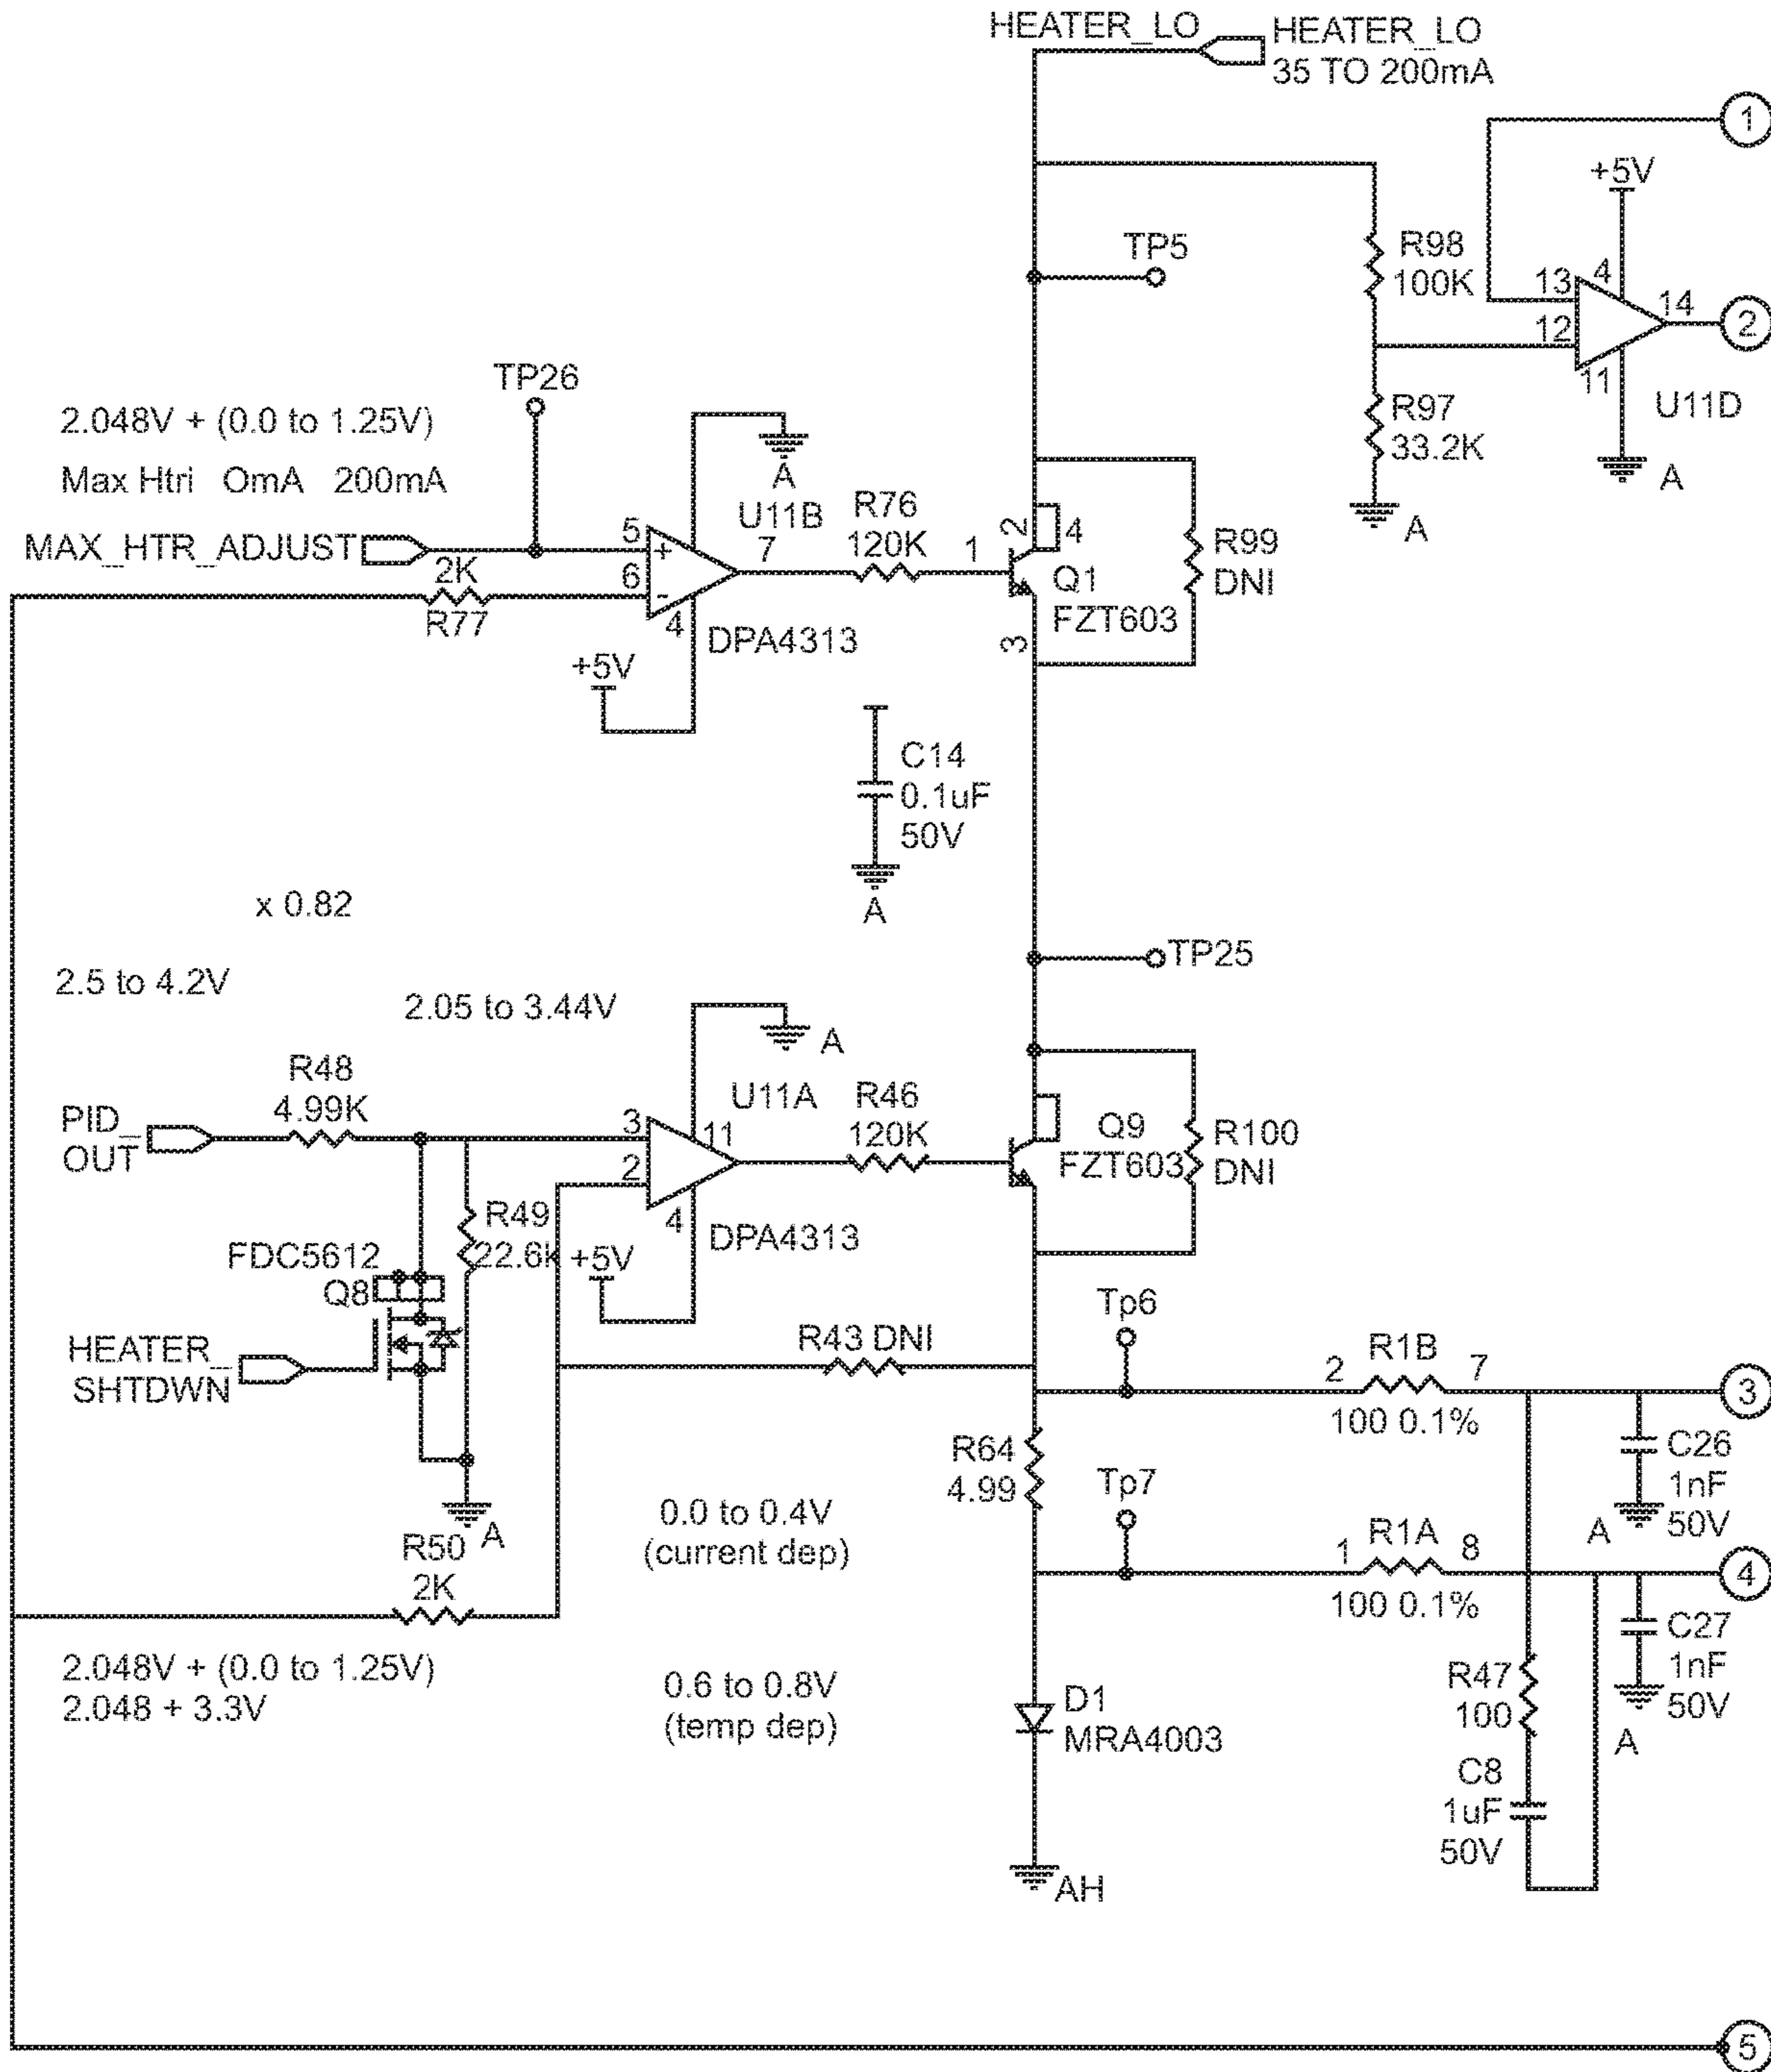 HEATER_LO
HEATER_LO
35 TO 200mA
1
+5V
TP5
R98
100K
13
4
14
12
2
11
U11D
R97
33.2K
A
A
TP26
2.048V + (0.0 to 1.25V)
Max Htri OmA 200mA
MAX_HTR_ADJUST
A
U11B
5
+
6
-
7
4
2K
R77
DPA4313
+5V
R76
120K
1
2
4
Q1
FZT603
3
R99
DNI
C14
0.1uF
50V
A
x 0.82
2.5 to 4.2V
2.05 to 3.44V
TP25
A
R48
4.99K
PID_
OUT
U11A
3
11
2
4
DPA4313
R46
120K
Q9
FZT603
R100
DNI
R49
22.6k
+5V
FDC5612
Q8
HEATER_
SHTDWN
A
R43 DNI
Tp6
2
R1B
7
100 0.1%
3
C26
1nF
50V
A
R64
4.99
Tp7
1
R1A
8
100 0.1%
4
C27
1nF
50V
A
0.0 to 0.4V
(current dep)
R50
2K
2.048V + (0.0 to 1.25V)
2.048 + 3.3V
0.6 to 0.8V
(temp dep)
D1
MRA4003
R47
100
C8
1uF
50V
AH
5